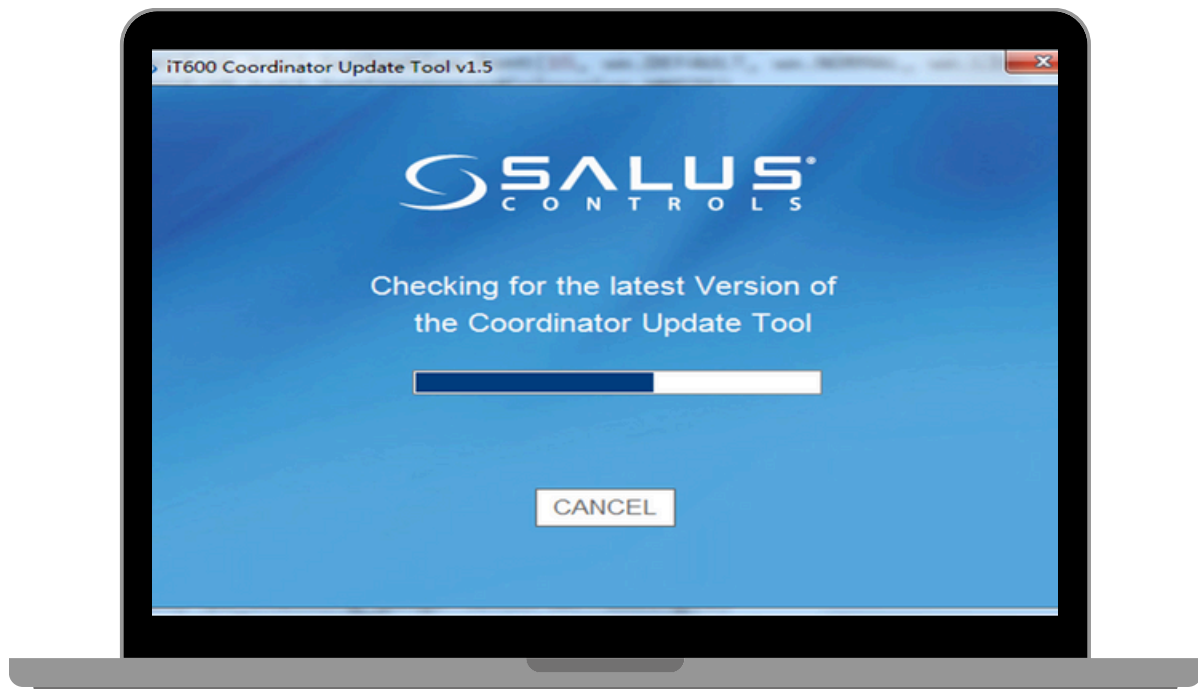 iT600 Coordinator Update Tool v1.5
SALUS®
CONTROLS
Checking for the latest Version of
the Coordinator Update Tool
CANCEL